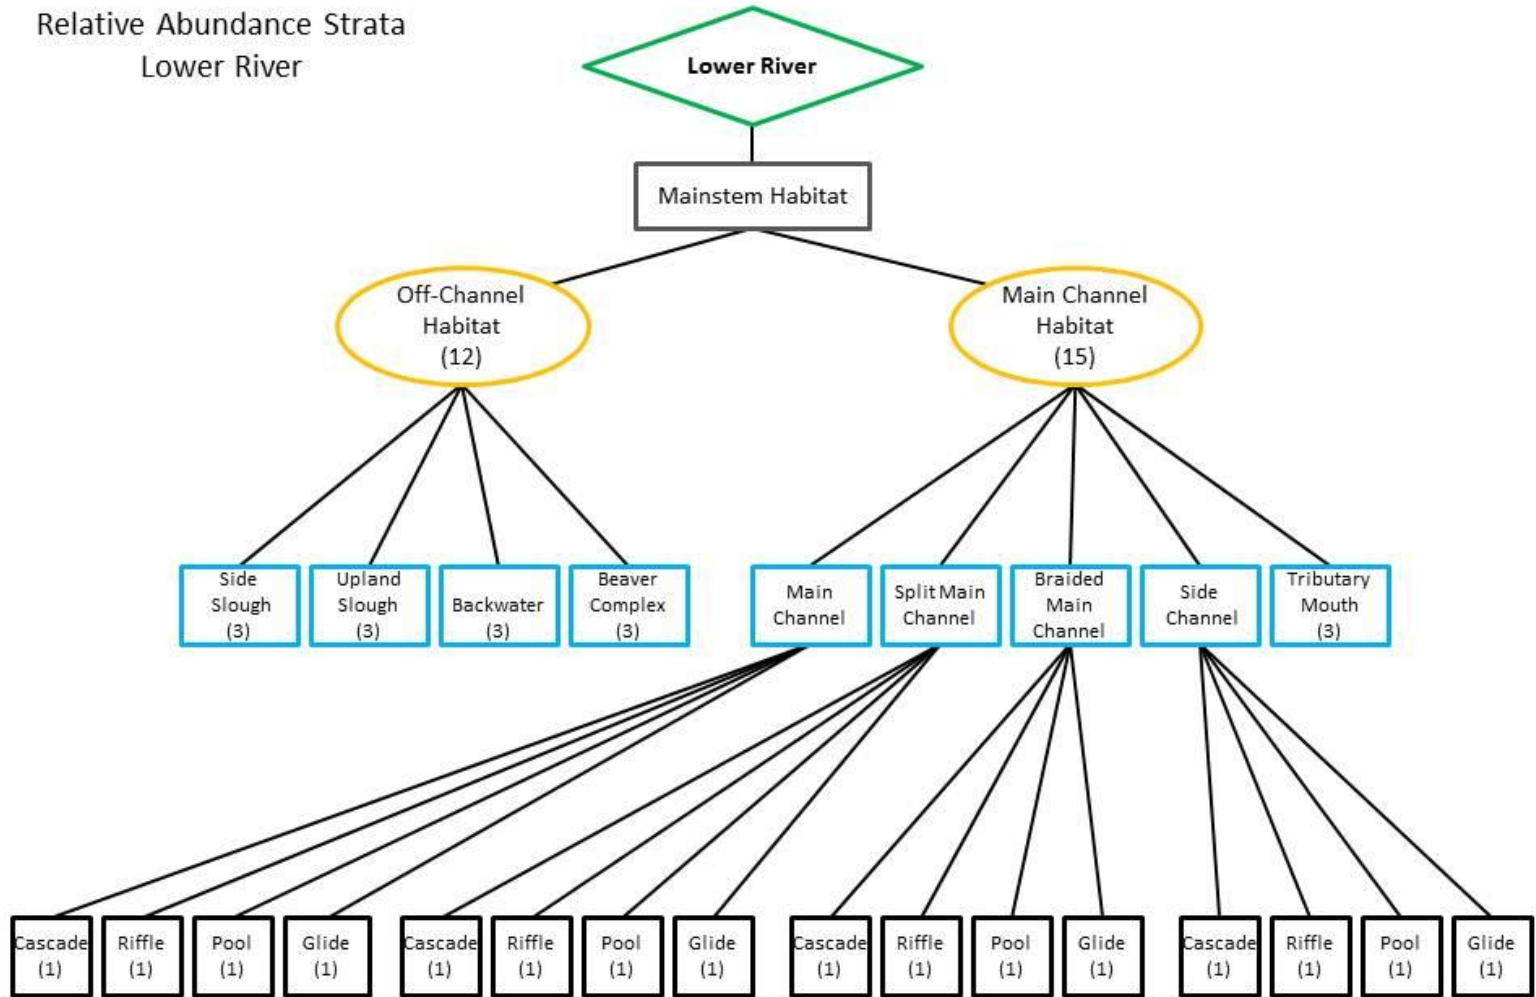 Relative Abundance Strata
Lower River
Lower River
Mainstem Habitat
Off-Channel
Habitat
(12)
Main Channel
Habitat
(15)
Side
Slough
(3)
Upland
Slough
(3)
Backwater
(3)
Beaver
Complex
(3)
Main
Channel
Split Main
Channel
Braided
Main
Channel
Side
Channel
Tributary
Mouth
(3)
Cascade
(1)
Riffle
(1)
Pool
(1)
Glide
(1)
Cascade
(1)
Riffle
(1)
Pool
(1)
Glide
(1)
Cascade
(1)
Riffle
(1)
Pool
(1)
Glide
(1)
Cascade
(1)
Riffle
(1)
Pool
(1)
Glide
(1)